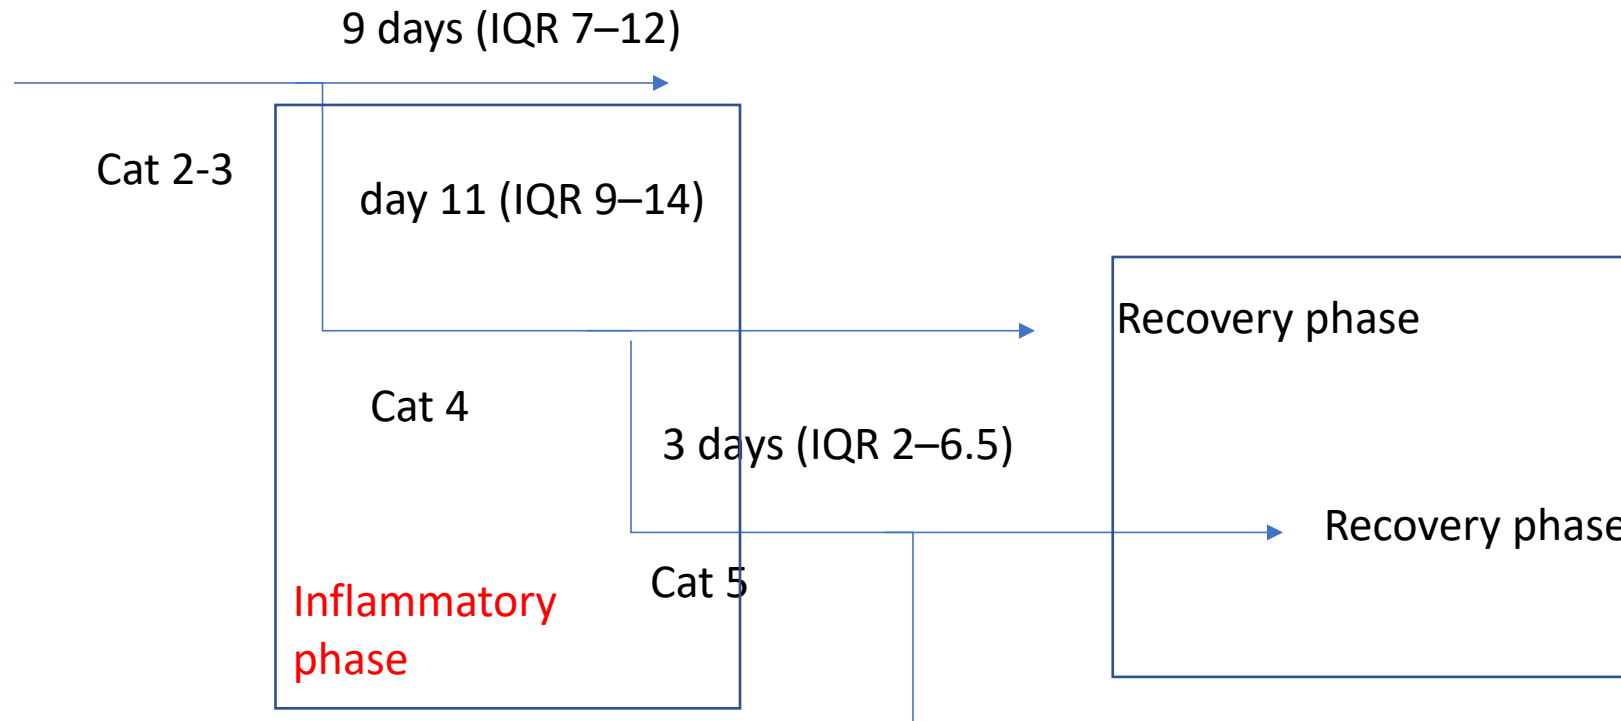 9 days (IQR 7–12)
Cat 2-3
day 11 (IQR 9–14)
Recovery phase
Cat 4
3 days (IQR 2–6.5)
Recovery phase
Cat 5
Inflammatory
phase